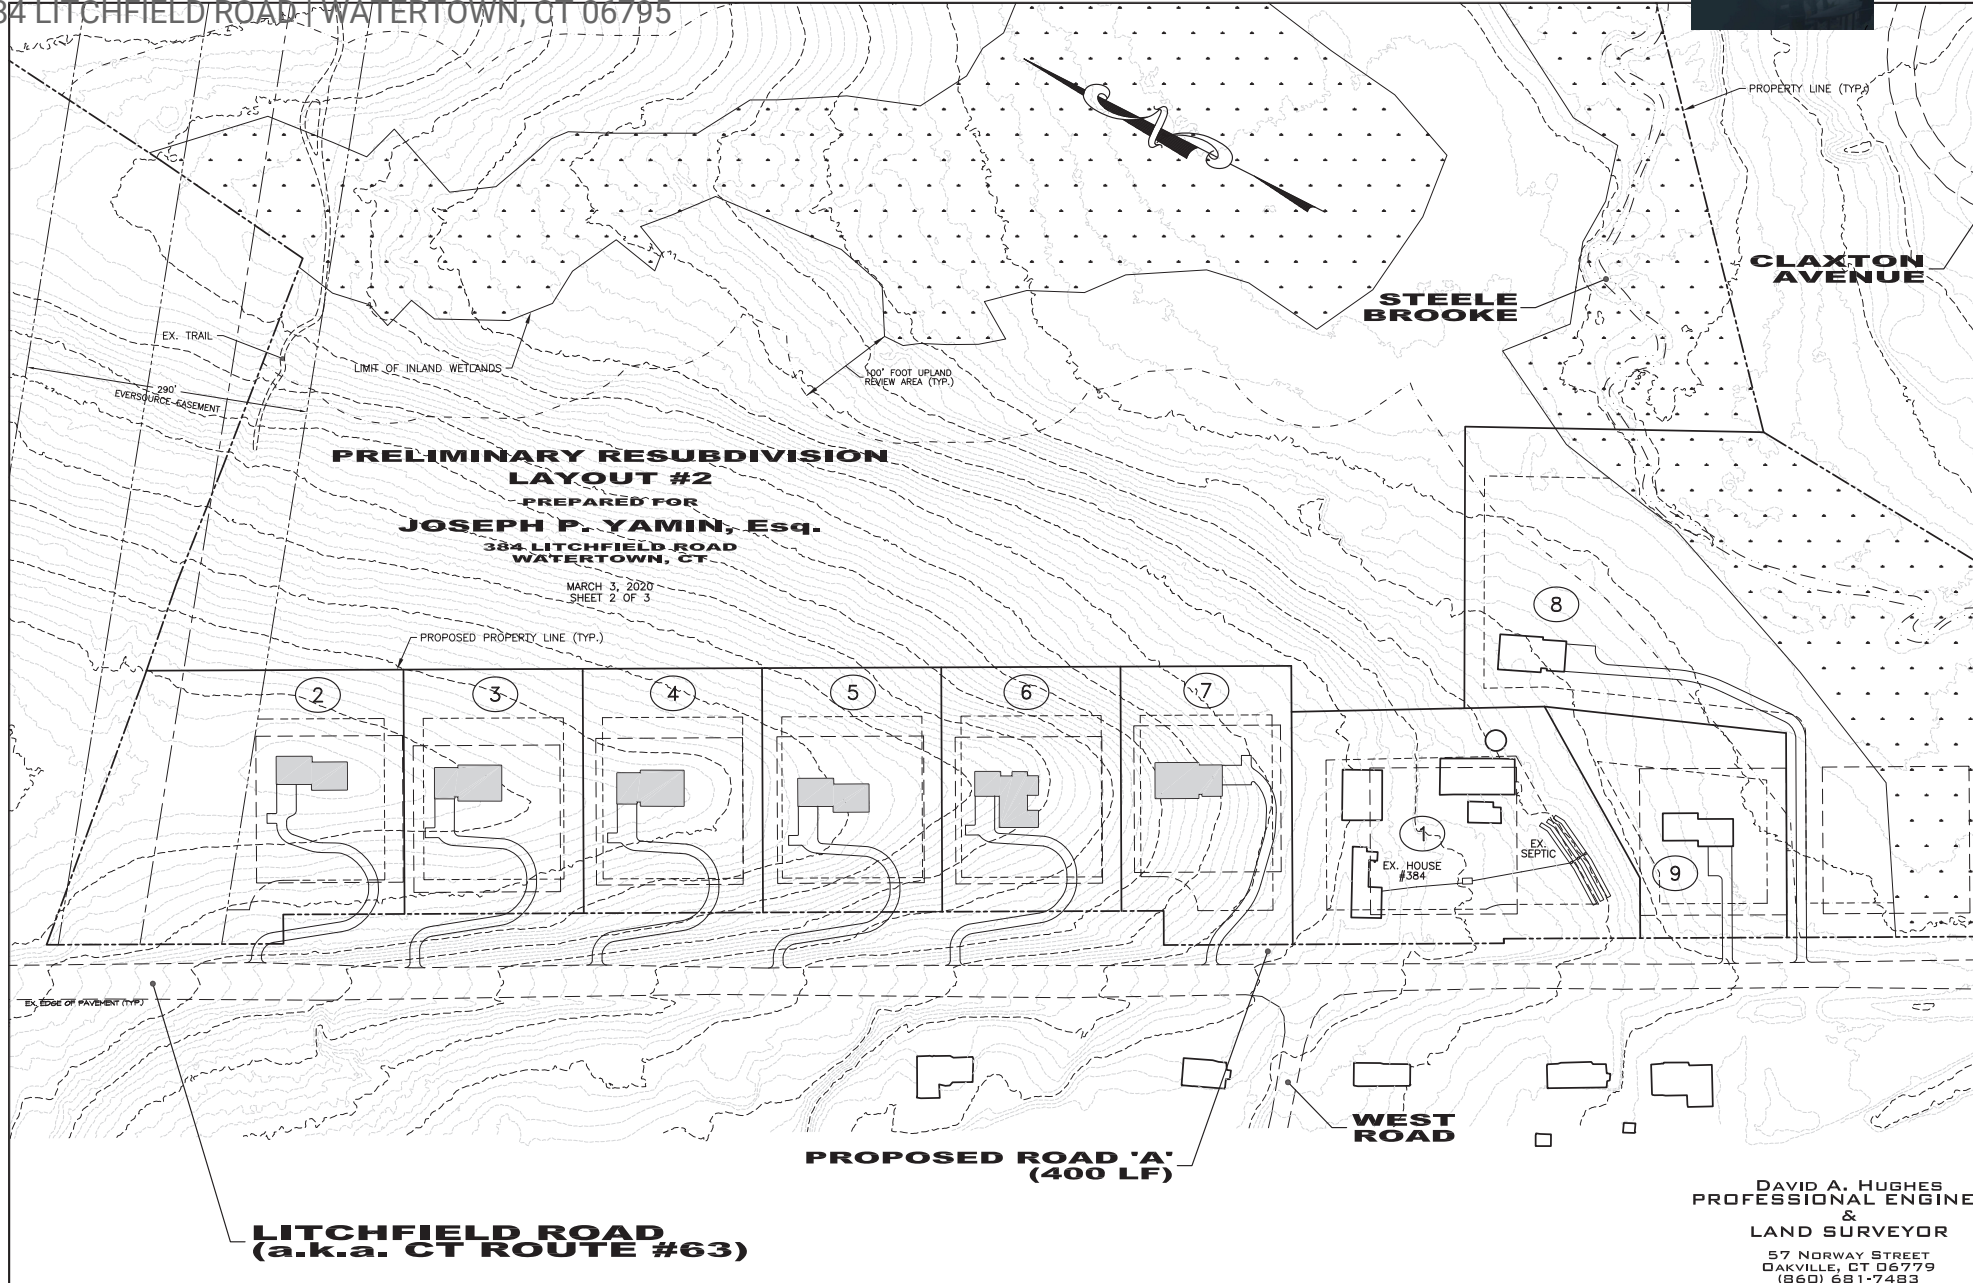 84 LITCHFIELD ROAD | WATERTOWN, CT 06795
PROPERTY LINE (TYP.)
CLAXTON
AVENUE
STEELE
BROOKE
EX. TRAIL
LIMIT OF INLAND WETLANDS
100' FOOT UPLAND
REVIEW AREA (TYP.)
290'
EVERSOURCE EASEMENT
PRELIMINARY RESUBDIVISION
LAYOUT #2
PREPARED FOR
JOSEPH P. YAMIN, Esq.
384 LITCHFIELD ROAD
WATERTOWN, CT
MARCH 3, 2020
SHEET 2 OF 3
PROPOSED PROPERTY LINE (TYP.)
8
2
3
4
5
6
7
1
EX. HOUSE
#384
EX.
SEPTIC
9
EX. EDGE OF PAVEMENT (TYP.)
WEST
ROAD
PROPOSED ROAD 'A'
(400 LF)
LITCHFIELD ROAD
(a.k.a. CT ROUTE #63)
DAVID A. HUGHES
PROFESSIONAL ENGINE
&
LAND SURVEYOR
57 NORWAY STREET
OAKVILLE, CT 06779
(860) 681-7483